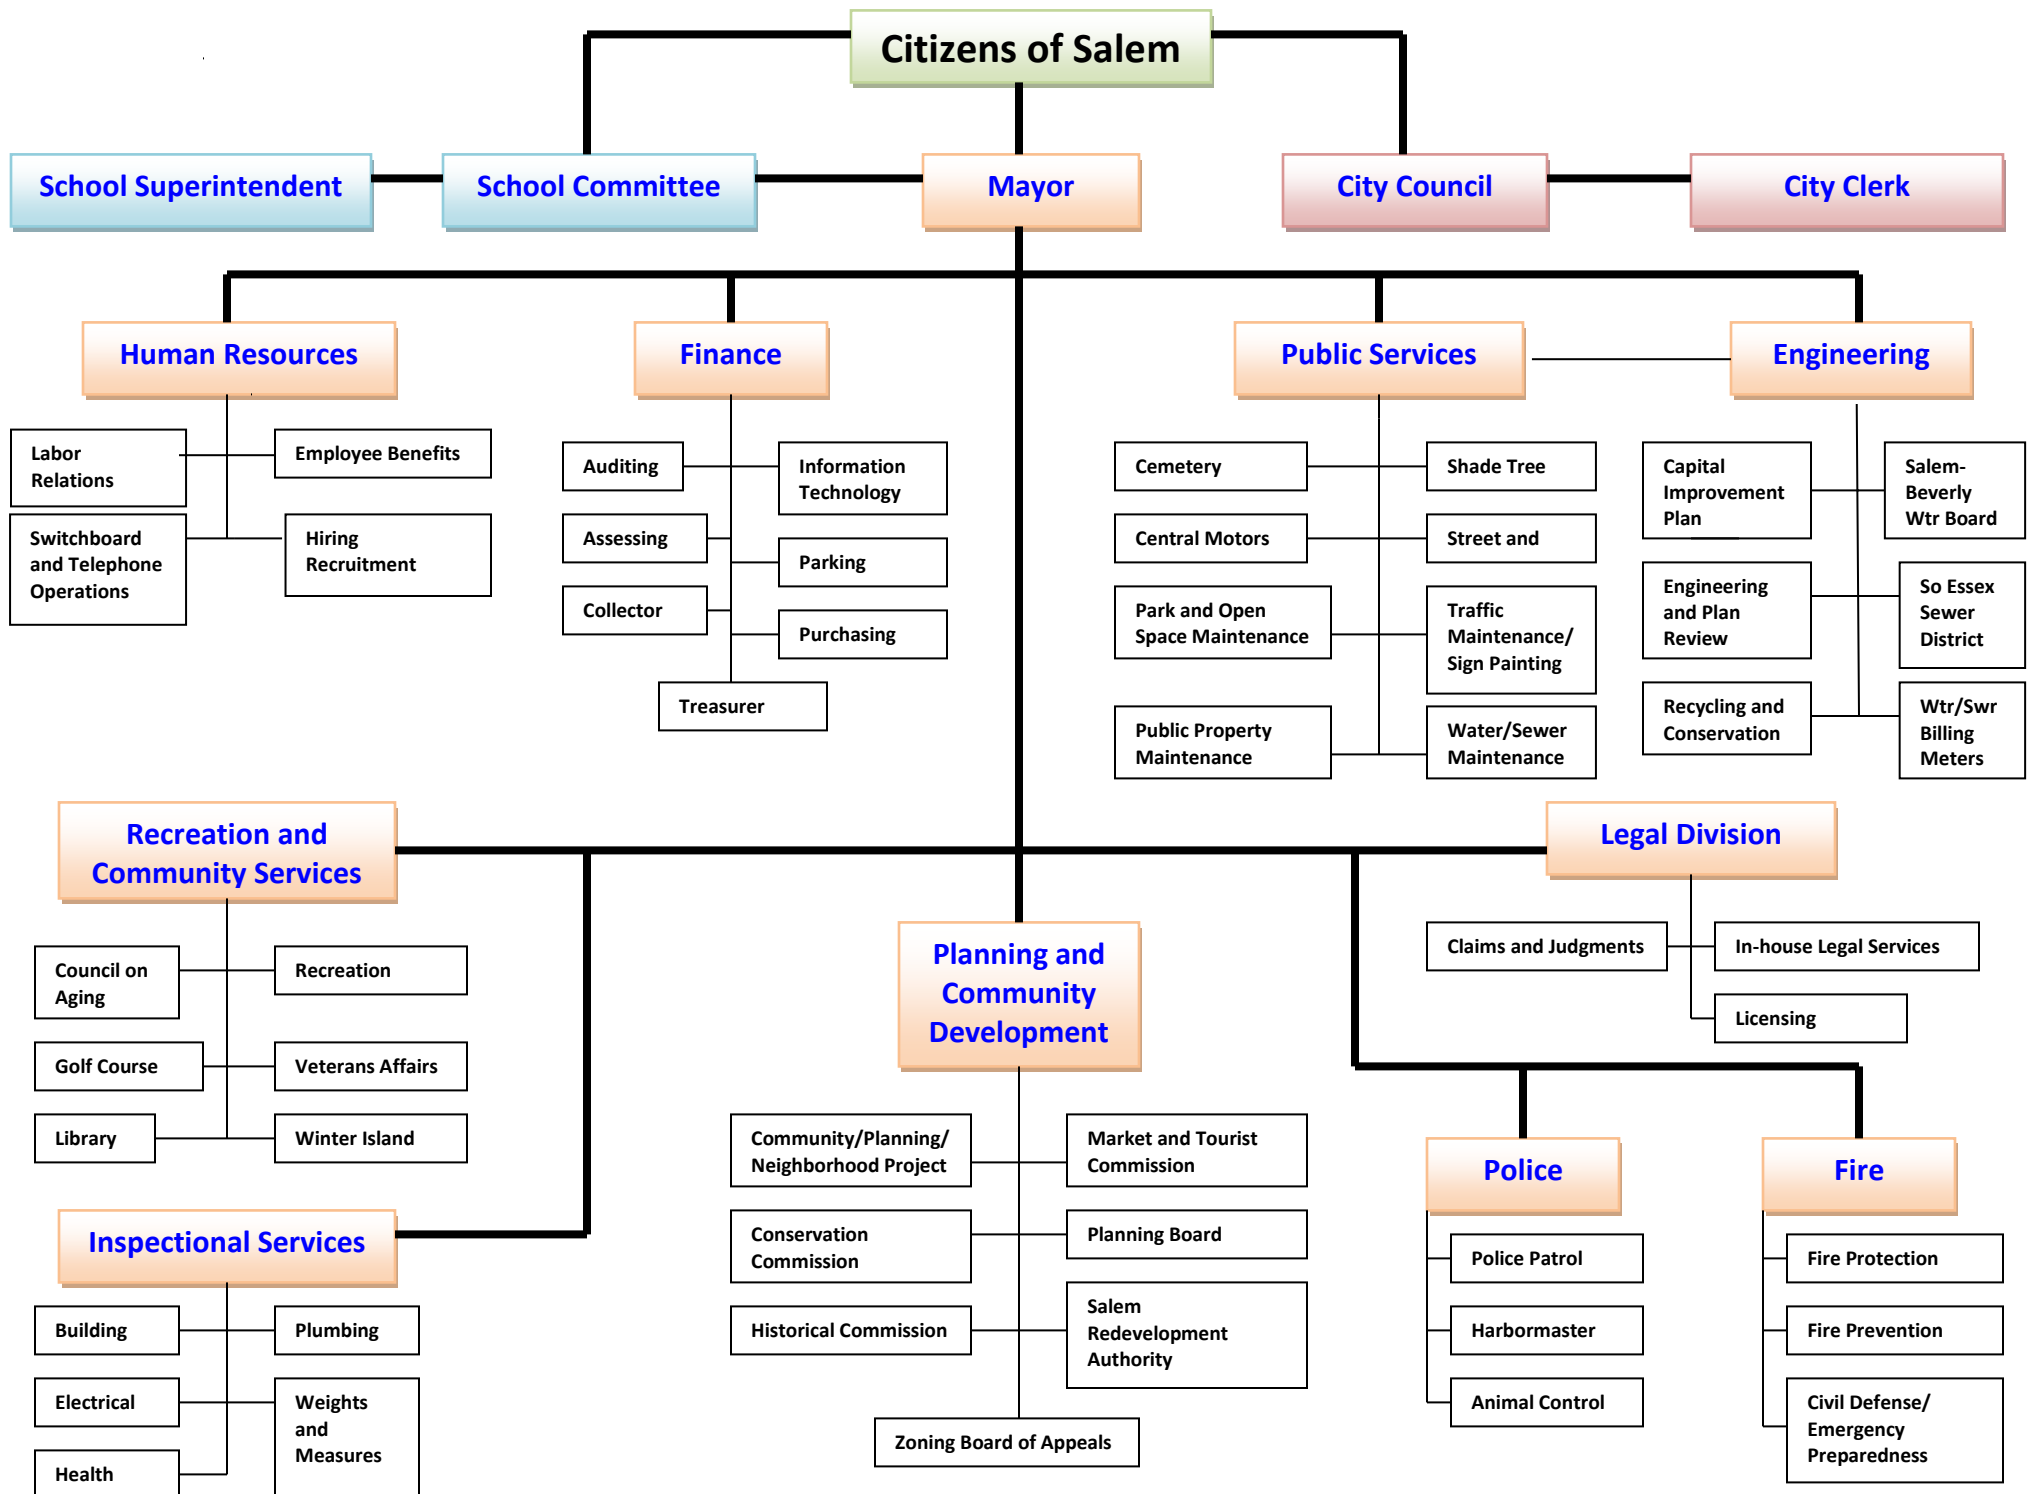 Citizens of Salem
School Superintendent
School Committee
Mayor
City Council
City Clerk
Human Resources
Finance
Public Services
Engineering
Labor
Relations
Employee Benefits
Switchboard
and Telephone
Operations
Hiring
Recruitment
Auditing
Information
Technology
Assessing
Parking
Collector
Purchasing
Treasurer
Cemetery
Shade Tree
Central Motors
Street and
Park and Open
Space Maintenance
Traffic
Maintenance/
Sign Painting
Public Property
Maintenance
Water/Sewer
Maintenance
Capital
Improvement
Plan
Salem-
Beverly
Wtr Board
Engineering
and Plan
Review
So Essex
Sewer
District
Recycling and
Conservation
Wtr/Swr
Billing
Meters
Recreation and
Community Services
Legal Division
Council on
Aging
Recreation
Golf Course
Veterans Affairs
Library
Winter Island
Planning and
Community
Development
Claims and Judgments
In-house Legal Services
Licensing
Community/Planning/
Neighborhood Project
Market and Tourist
Commission
Conservation
Commission
Planning Board
Historical Commission
Salem
Redevelopment
Authority
Zoning Board of Appeals
Police
Fire
Police Patrol
Harbormaster
Animal Control
Fire Protection
Fire Prevention
Civil Defense/
Emergency
Preparedness
Inspectional Services
Building
Plumbing
Electrical
Weights
and
Measures
Health